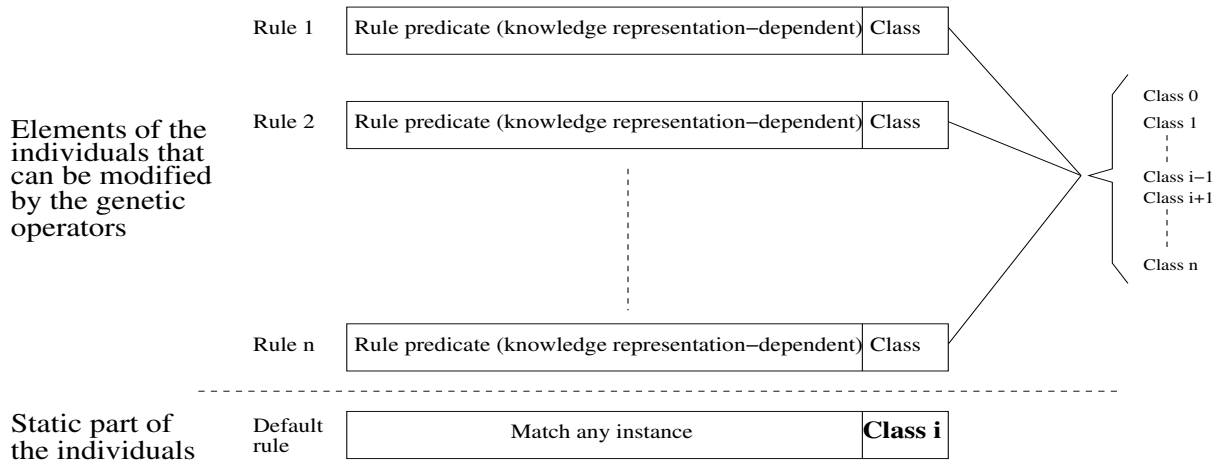 Rule 1
Rule predicate (knowledge representation−dependent)
Class
Rule 2
Rule predicate (knowledge representation−dependent)
Class
Elements of the
individuals that
can be modified
by the genetic
operators
Class 0
Class 1
Class i−1
Class i+1
Class n
Rule n
Rule predicate (knowledge representation−dependent)
Class
Static part of
the individuals
Default
rule
Match any instance
Class i